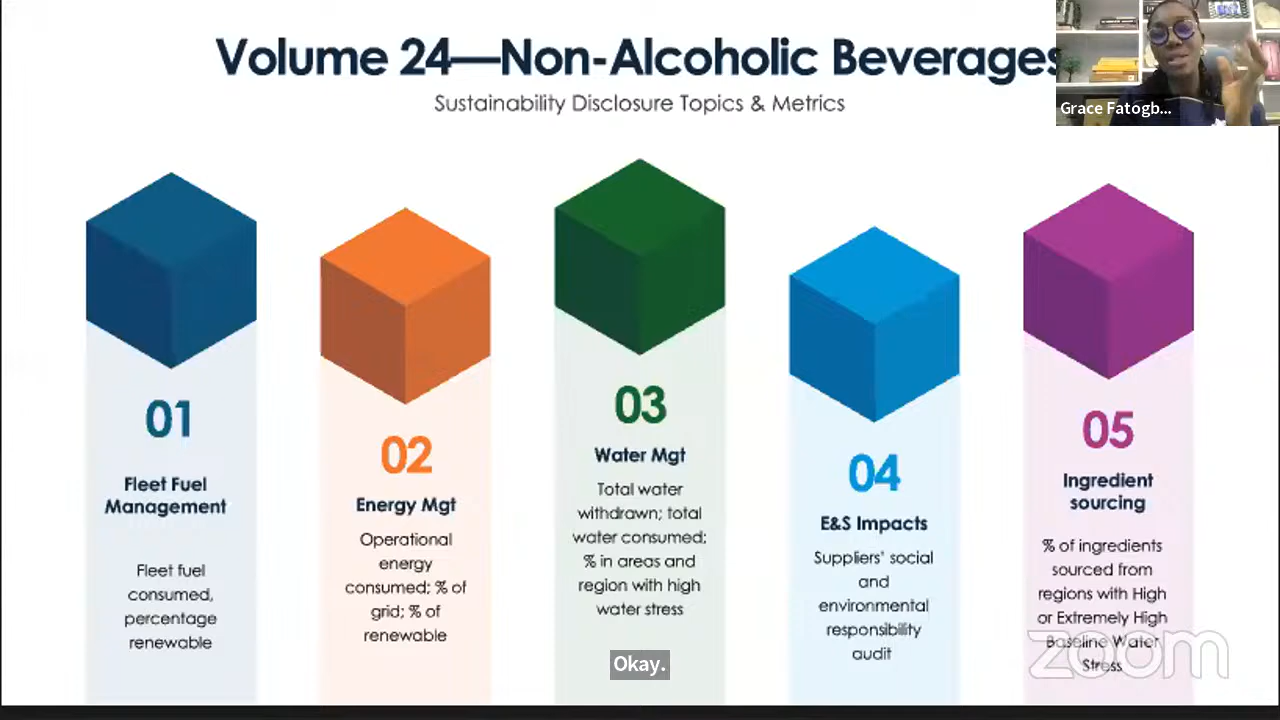 Volume 24—Non-Alcoholic Beverages
Sustainability Disclosure Topics & Metrics
Grace Fatogb...
01
Fleet Fuel
Management
Fleet fuel
consumed,
percentage
renewable
02
Energy Mgt
Operational
energy
consumed; % of
grid; % of
renewable
03
Water Mgt
Total water
withdrawn; total
water consumed;
% in areas and
region with high
water stress
04
E&S Impacts
Suppliers' social
and
environmental
responsibility
audit
05
Ingredient
sourcing
% of ingredients
sourced from
regions with High
or Extremely High
Baseline Water
Stress
Okay.
zoom